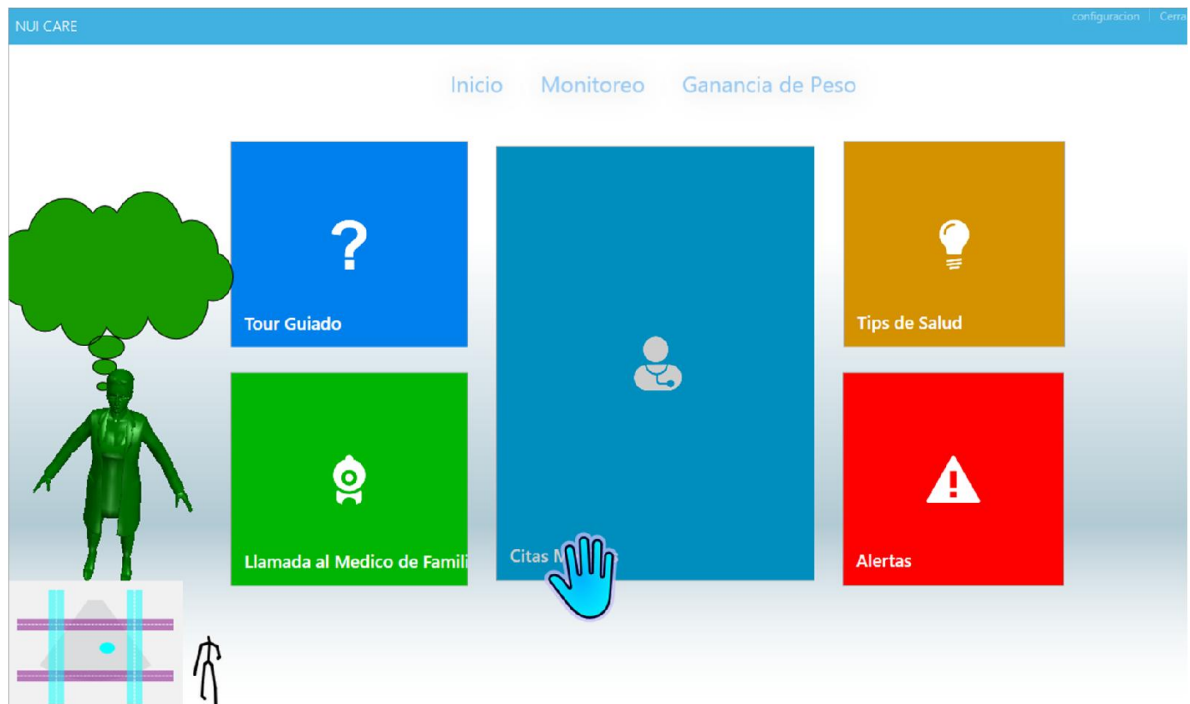 NUI CARE
configuracion
Inicio Monitoreo Ganancia de Peso
Tour Guiado
Tips de Salud
Llamada al Medico de Famili
Citas
Alertas